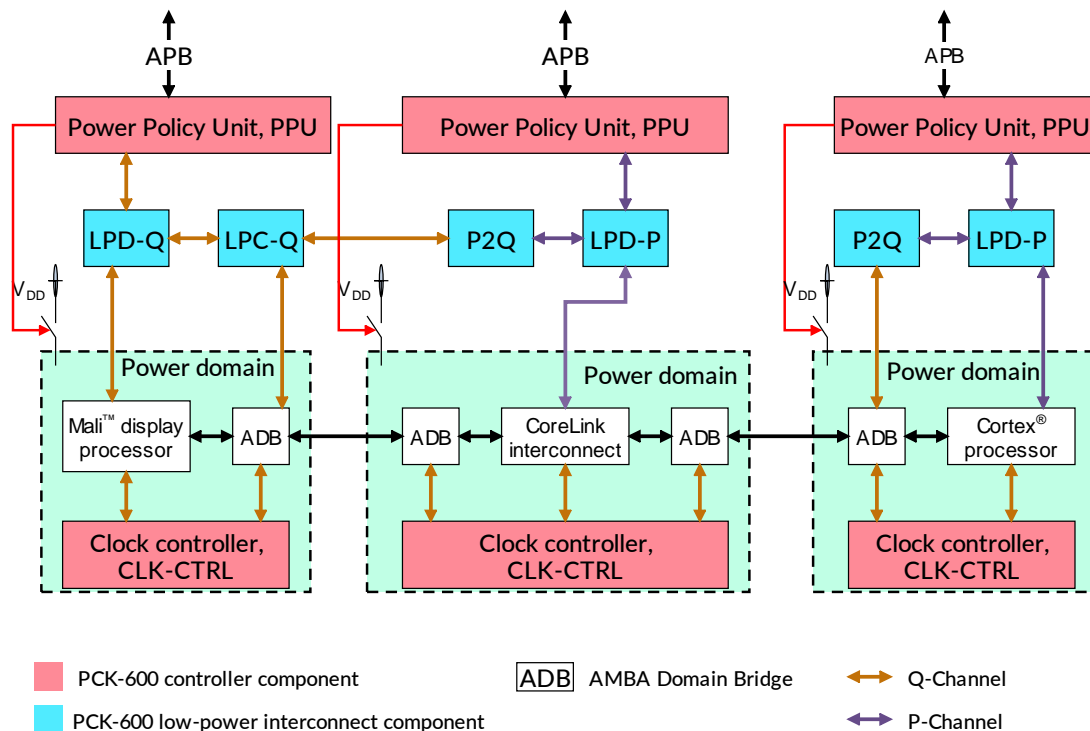 APB
APB
APB
Power Policy Unit, PPU
Power Policy Unit, PPU
Power Policy Unit, PPU
LPD-Q
LPC-Q
P2Q
LPD-P
P2Q
LPD-P
VDD
VDD
VDD
Power domain
Power domain
Power domain
Mali™ display
processor
ADB
ADB
CoreLink
interconnect
ADB
ADB
Cortex®
processor
Clock controller,
CLK-CTRL
Clock controller,
CLK-CTRL
Clock controller,
CLK-CTRL
PCK-600 controller component
ADB AMBA Domain Bridge
Q-Channel
PCK-600 low-power interconnect component
P-Channel